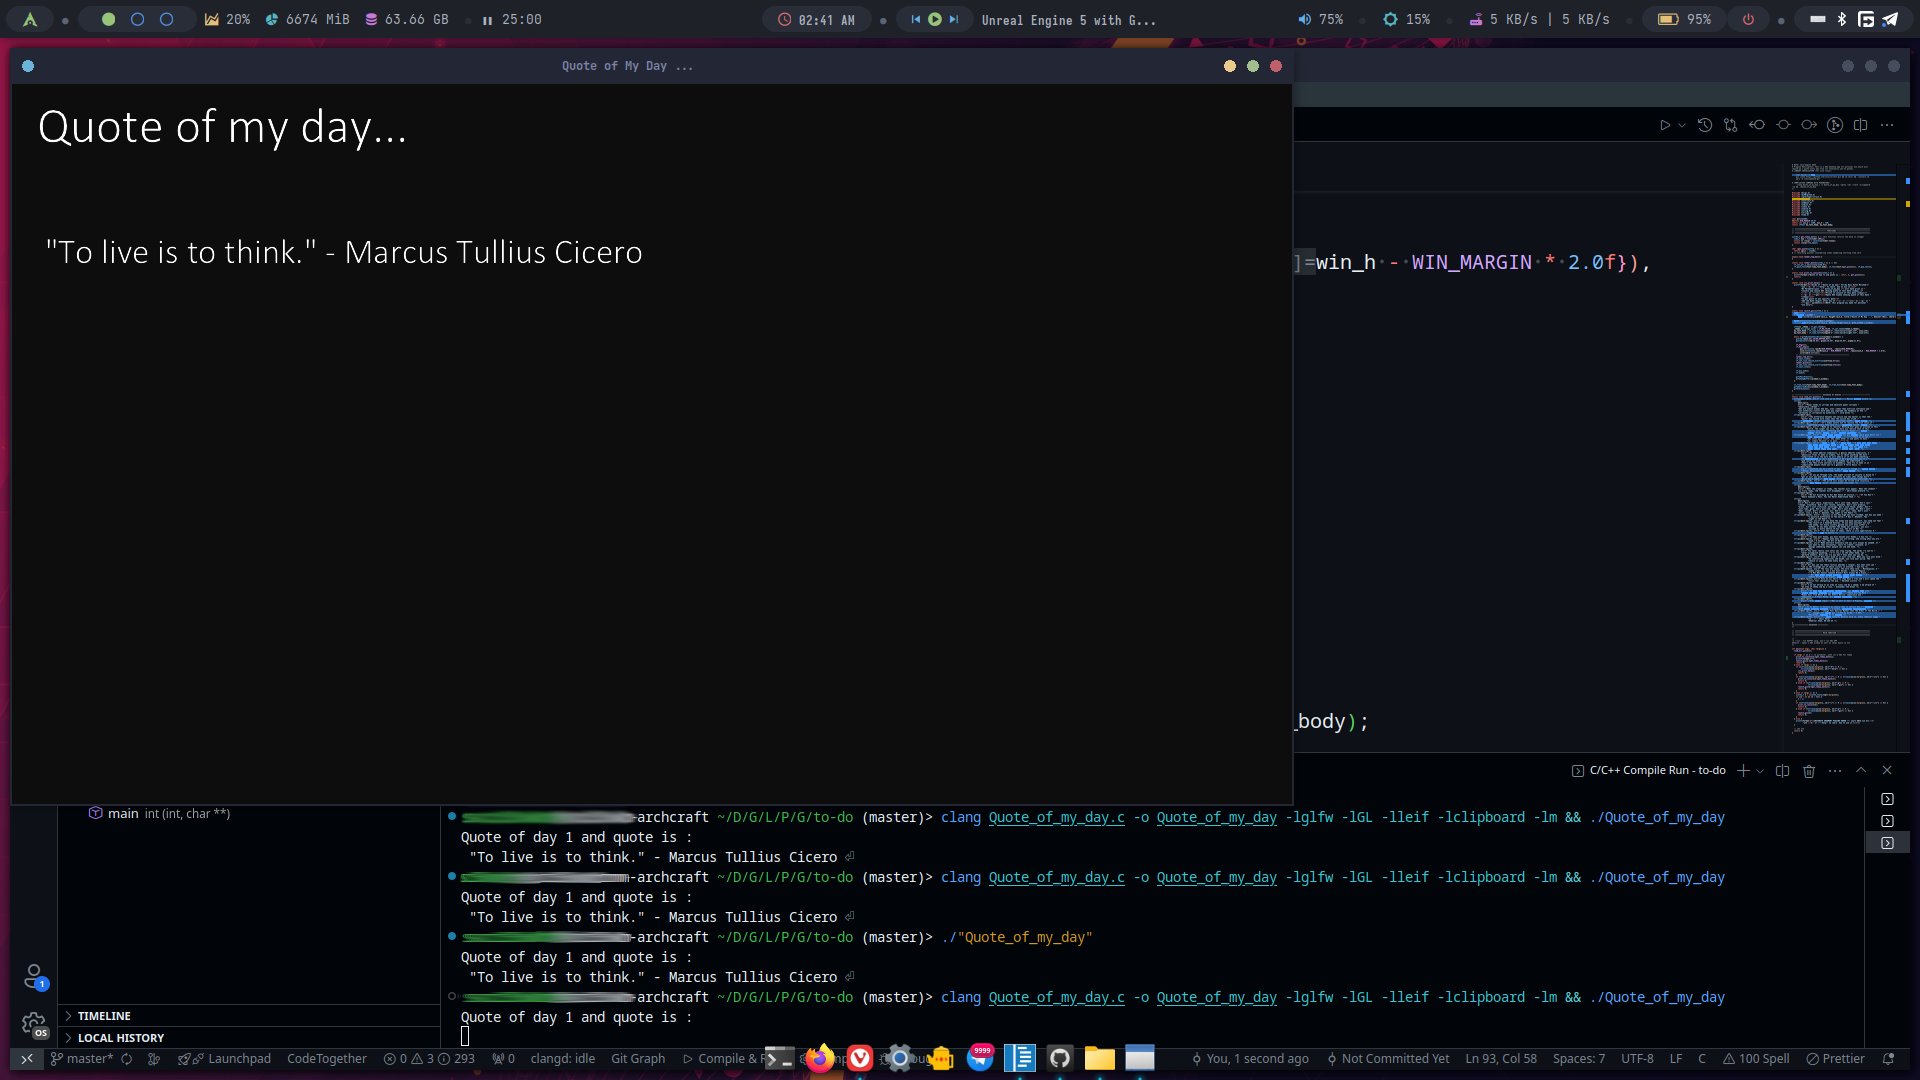 20% 6674 MiB 63.66 GB 25:00 02:41 AM Unreal Engine 5 with G... 75% 15% 5 KB/s | 5 KB/s 95%
Quote of My Day ...
Quote of my day...
"To live is to think." - Marcus Tullius Cicero
]=win_h - WIN_MARGIN * 2.0f}),
_body);
C/C++ Compile Run - to-do
main int (int, char **)
-archcraft ~/D/G/L/P/G/to-do (master)> clang Quote_of_my_day.c -o Quote_of_my_day -lglfw -lGL -lleif -lclipboard -lm && ./Quote_of_my_day
Quote of day 1 and quote is :
"To live is to think." - Marcus Tullius Cicero ⏎
-archcraft ~/D/G/L/P/G/to-do (master)> clang Quote_of_my_day.c -o Quote_of_my_day -lglfw -lGL -lleif -lclipboard -lm && ./Quote_of_my_day
Quote of day 1 and quote is :
"To live is to think." - Marcus Tullius Cicero ⏎
-archcraft ~/D/G/L/P/G/to-do (master)> ./"Quote_of_my_day"
Quote of day 1 and quote is :
"To live is to think." - Marcus Tullius Cicero ⏎
-archcraft ~/D/G/L/P/G/to-do (master)> clang Quote_of_my_day.c -o Quote_of_my_day -lglfw -lGL -lleif -lclipboard -lm && ./Quote_of_my_day
Quote of day 1 and quote is :
1
OS
TIMELINE
LOCAL HISTORY
9999
master* Launchpad CodeTogether 0 3 293 0 clangd: idle Git Graph Compile & R You, 1 second ago Not Committed Yet Ln 93, Col 58 Spaces: 7 UTF-8 LF C 100 Spell Prettier